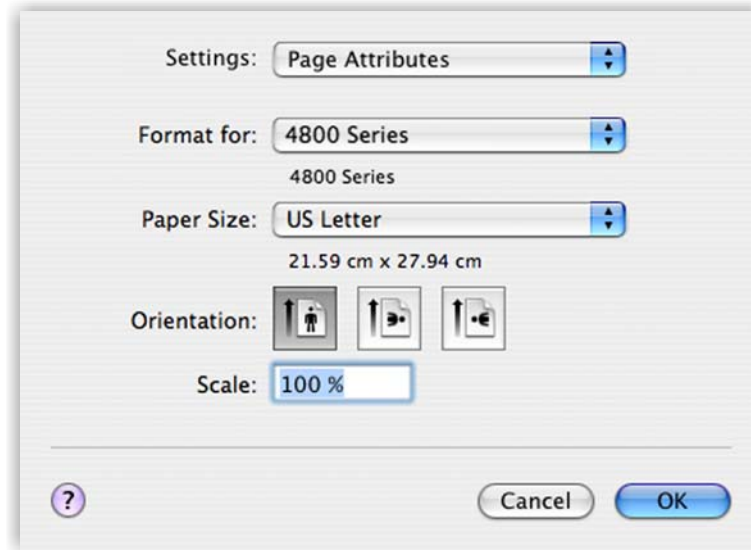 Settings: Page Attributes
Format for: 4800 Series
4800 Series
Paper Size: US Letter
21.59 cm x 27.94 cm
Orientation:
Scale: 100 %
? Cancel OK